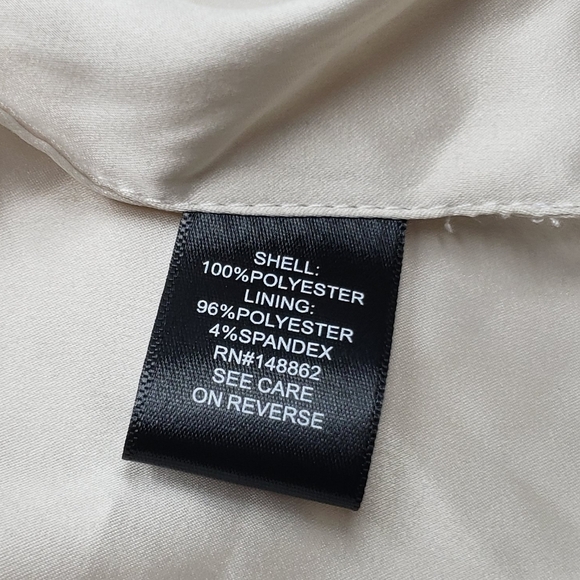 SHELL:
100%POLYESTER
LINING:
96%POLYESTER
4%SPANDEX
RN#148862
SEE CARE
ON REVERSE